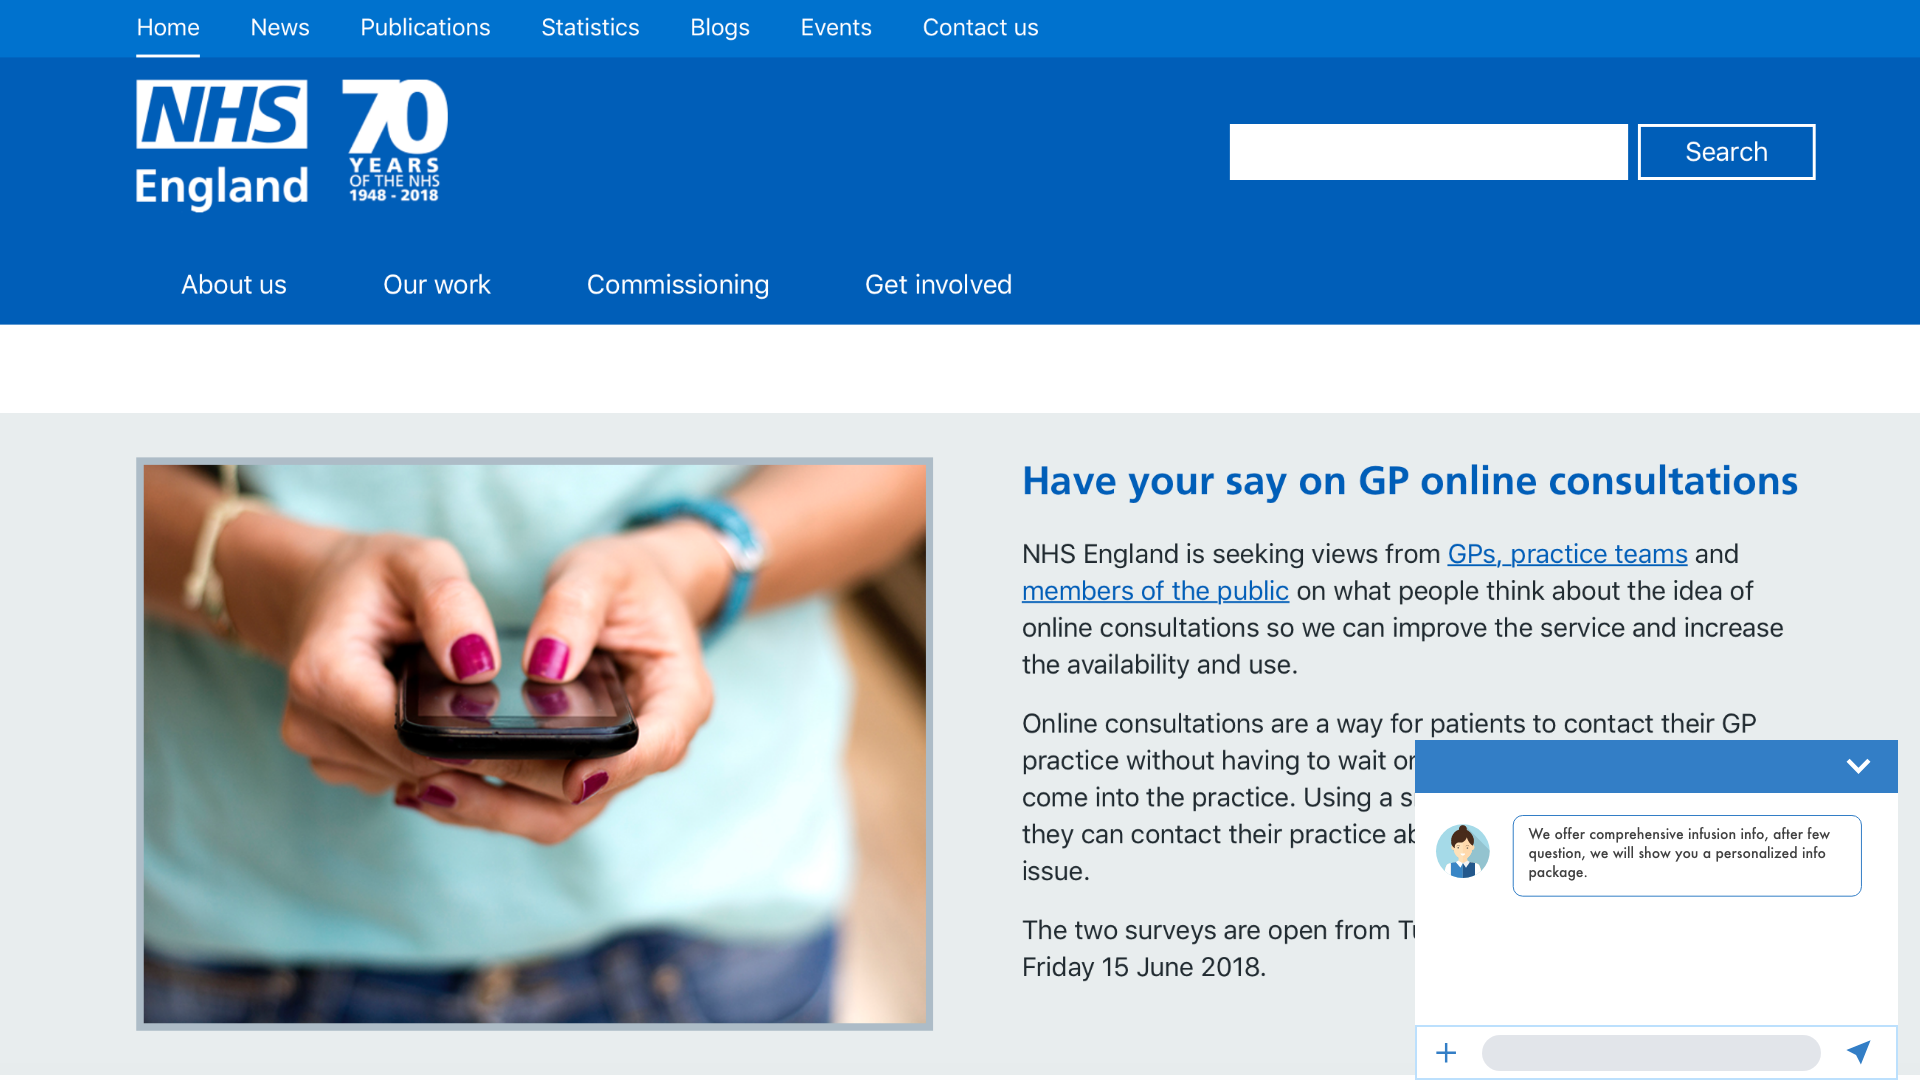 Home News Publications Statistics Blogs Events Contact us
NHS
England
70
YEARS
OF THE NHS
1948 - 2018
Search
About us Our work Commissioning Get involved
Have your say on GP online consultations
NHS England is seeking views from GPs, practice teams and
members of the public on what people think about the idea of
online consultations so we can improve the service and increase
the availability and use.
Online consultations are a way for patients to contact their GP
practice without having to wait
come into the practice. Using a
they can contact their practice
issue.
The two surveys are open from
Friday 15 June 2018.
We offer comprehensive infusion info, after few
question, we will show you a personalized info
package.